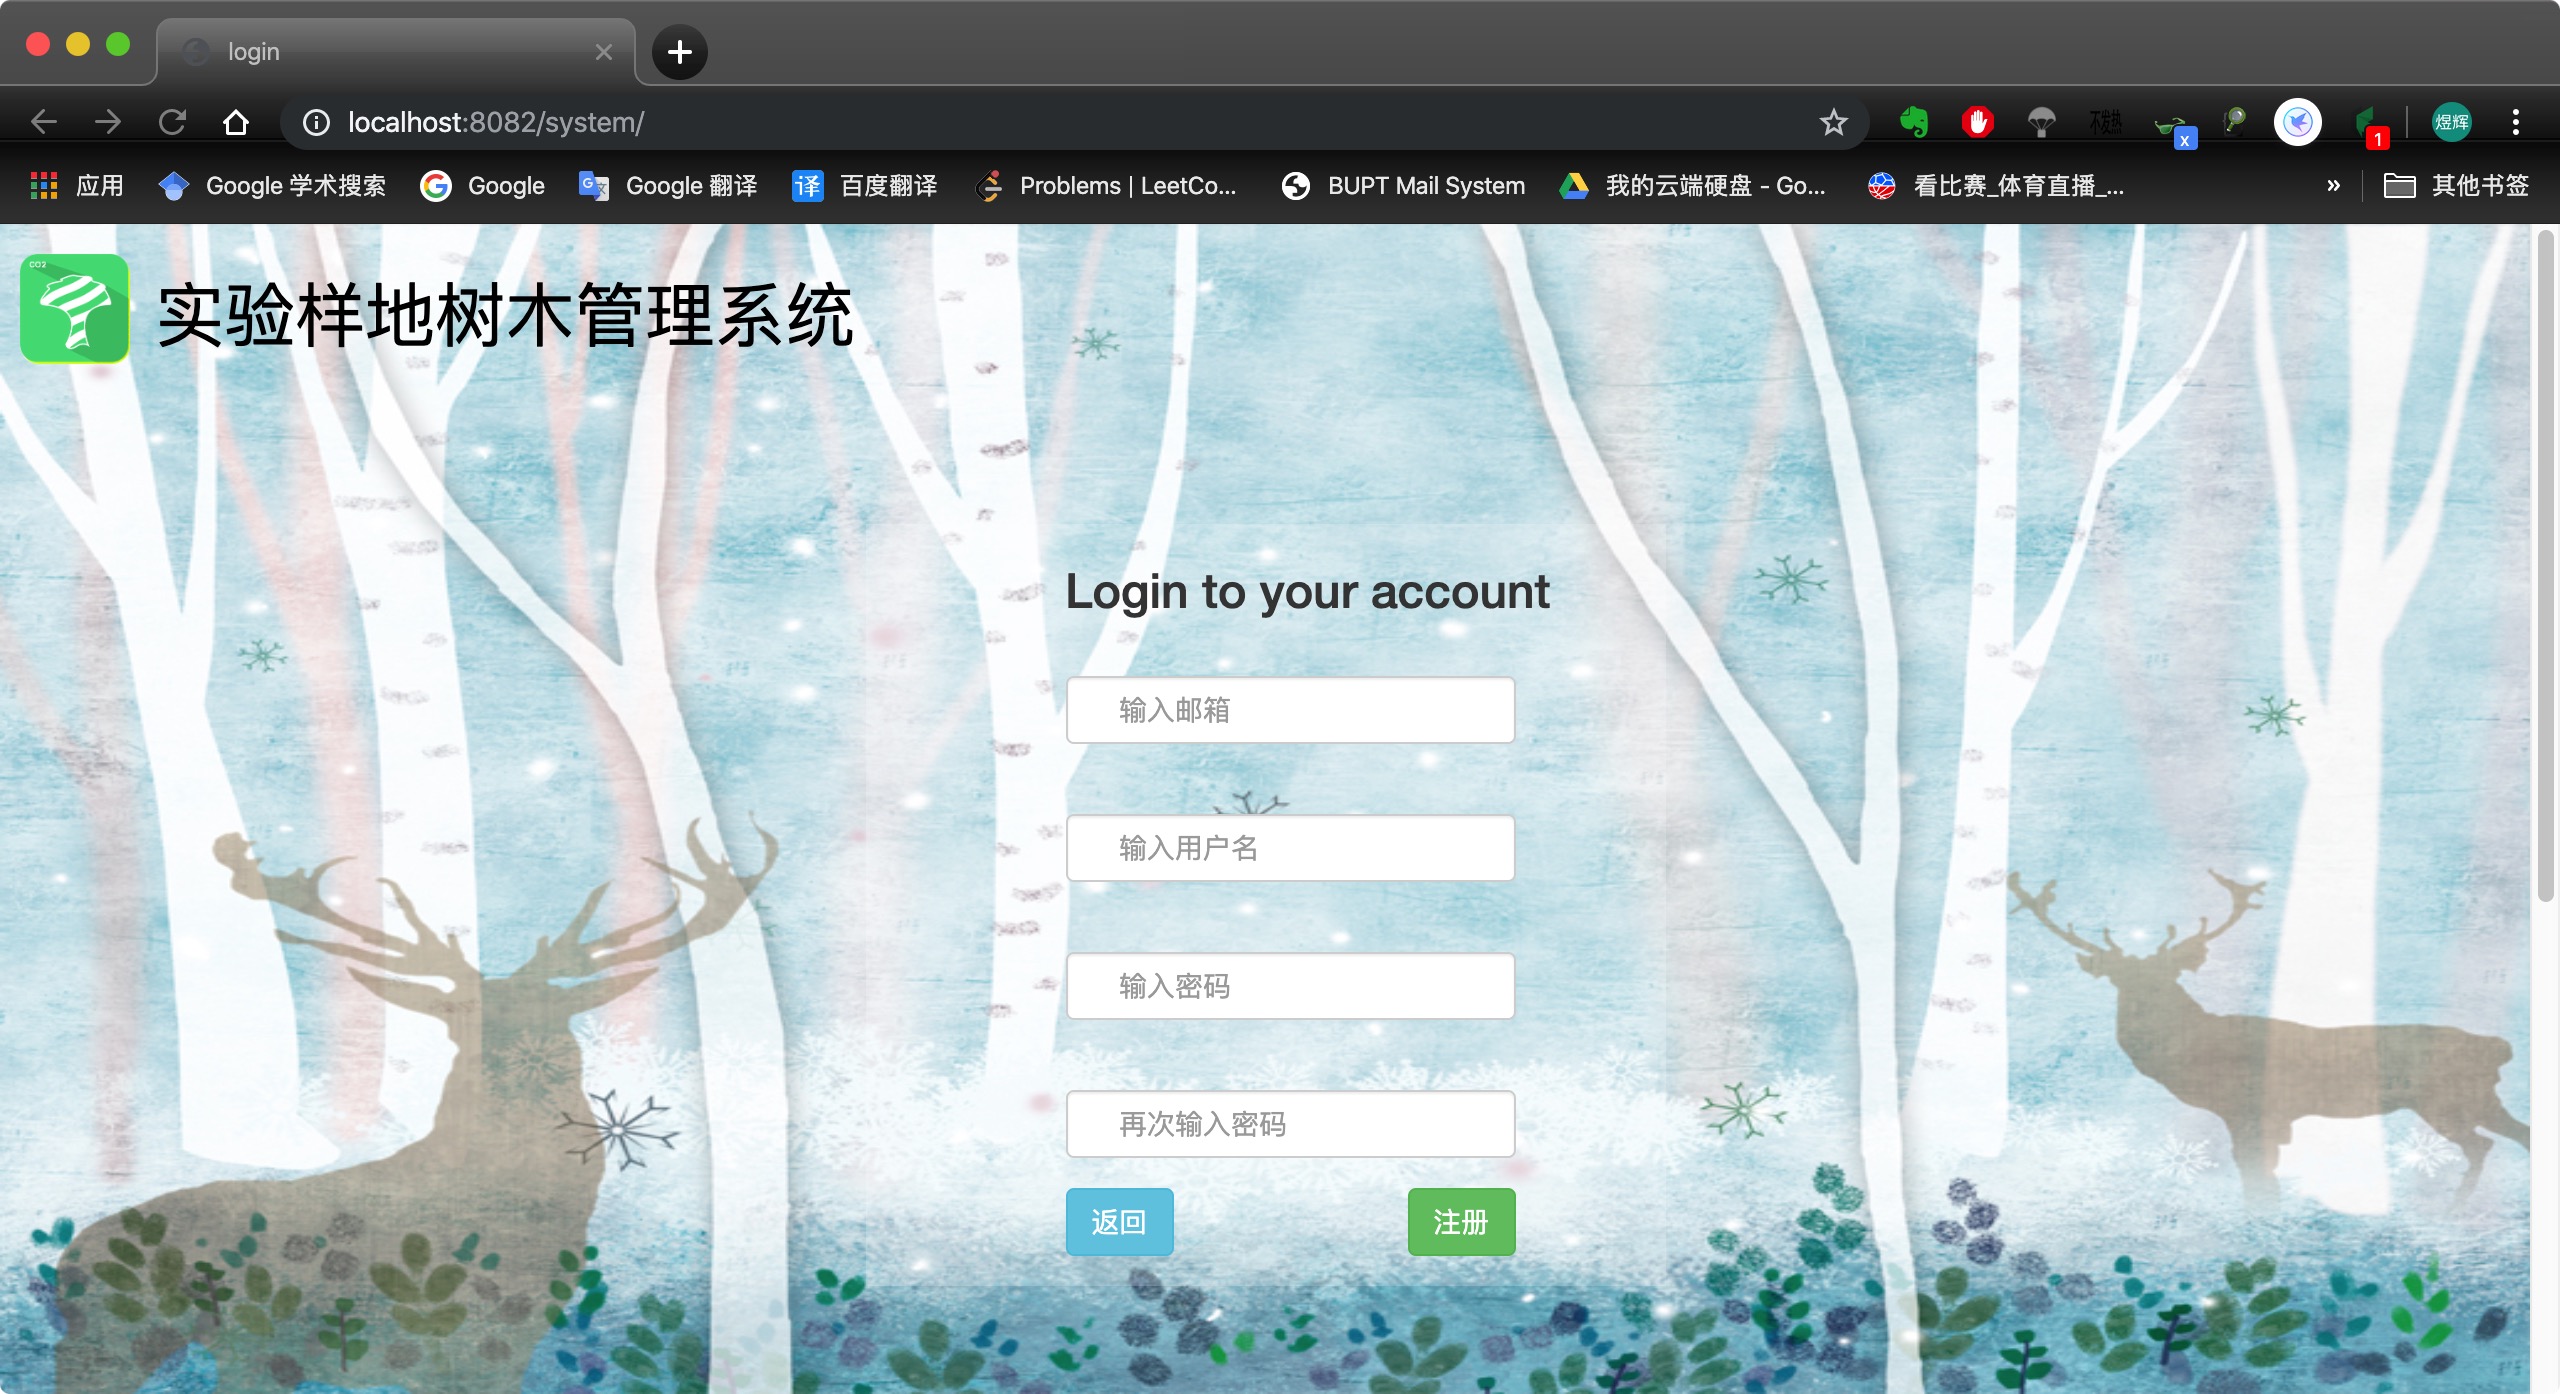 login
localhost:8082/system/
不发热
x
1
煜辉
应用
Google 学术搜索
Google
Google 翻译
译
百度翻译
Problems | LeetCo...
BUPT Mail System
我的云端硬盘 - Go...
看比赛_体育直播_...
»
其他书签
CO2
实验样地树木管理系统
Login to your account
输入邮箱
输入用户名
输入密码
再次输入密码
返回
注册